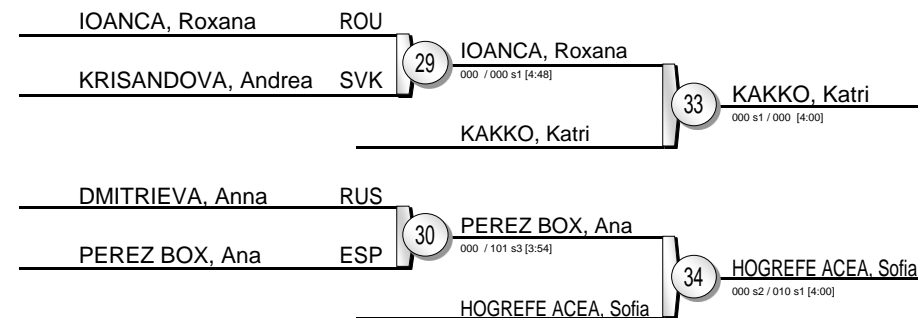 IOANCA, Roxana ROU
KRISANDOVA, Andrea SVK
29
IOANCA, Roxana
000 / 000 s1 [4:48]
KAKKO, Katri
33
KAKKO, Katri
000 s1 / 000 [4:00]
DMITRIEVA, Anna RUS
PEREZ BOX, Ana ESP
30
PEREZ BOX, Ana
000 / 101 s3 [3:54]
HOGREFE ACEA, Sofia
34
HOGREFE ACEA, Sofia
000 s2 / 010 s1 [4:00]